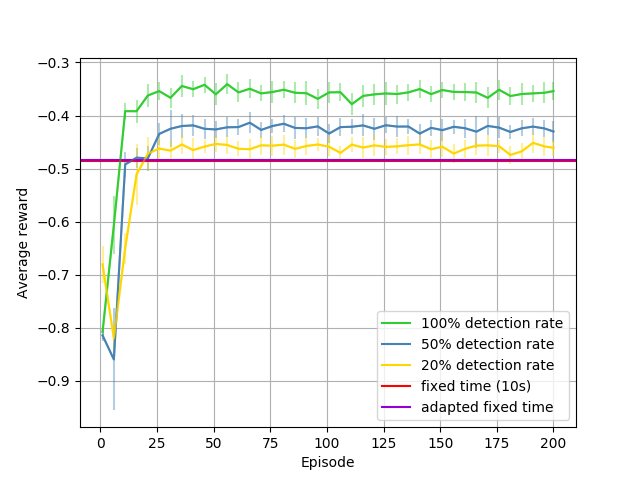 −0.3
−0.4
−0.5
−0.6
−0.7
−0.8
−0.9
Average reward
100% detection rate
50% detection rate
20% detection rate
fixed time (10s)
adapted fixed time
0 25 50 75 100 125 150 175 200
Episode